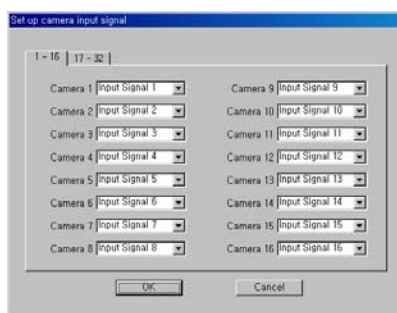 Set up camera input signal
1 - 16 17 - 32
Camera 1 Input Signal 1 Camera 9 Input Signal 9
Camera 2 Input Signal 2 Camera 10 Input Signal 10
Camera 3 Input Signal 3 Camera 11 Input Signal 11
Camera 4 Input Signal 4 Camera 12 Input Signal 12
Camera 5 Input Signal 5 Camera 13 Input Signal 13
Camera 6 Input Signal 6 Camera 14 Input Signal 14
Camera 7 Input Signal 7 Camera 15 Input Signal 15
Camera 8 Input Signal 8 Camera 16 Input Signal 16
OK Cancel